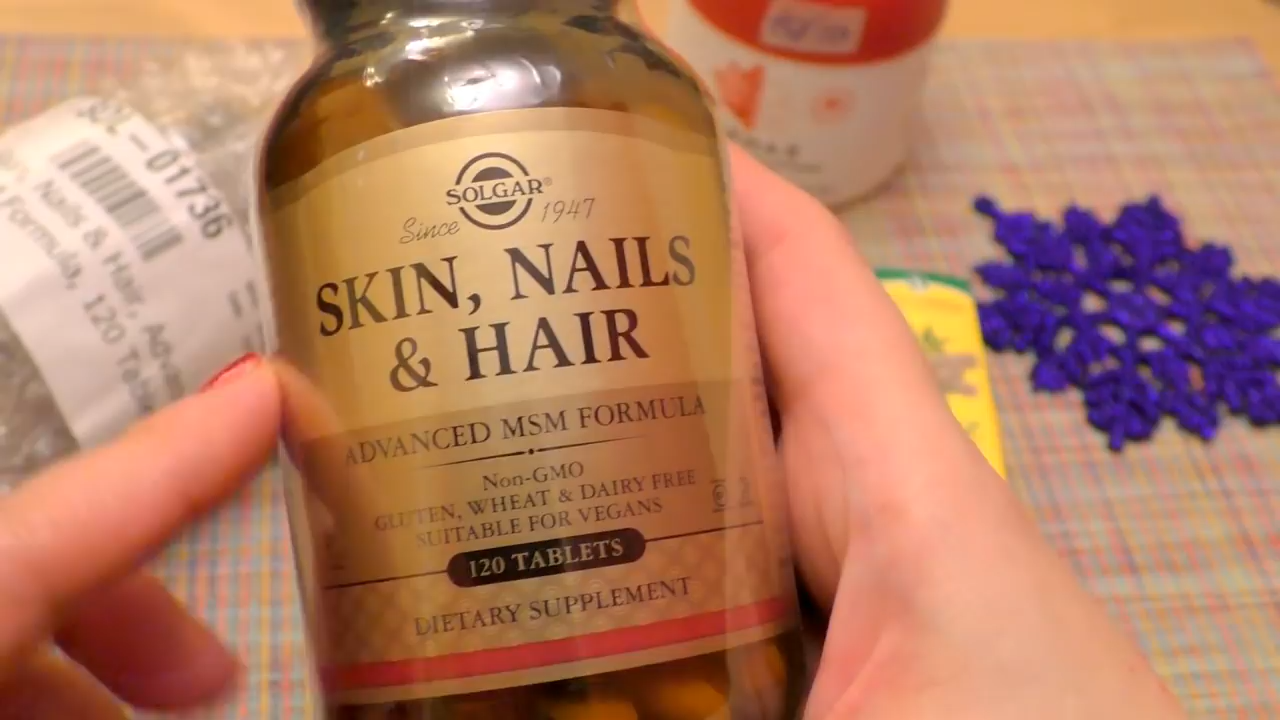 SOLGAR®
Since 1947
SKIN, NAILS
& HAIR
ADVANCED MSM FORMULA
Non-GMO
GLUTEN, WHEAT & DAIRY FREE
SUITABLE FOR VEGANS
120 TABLETS
DIETARY SUPPLEMENT
SOL-01736
Nails & Hair,
Formula, 120